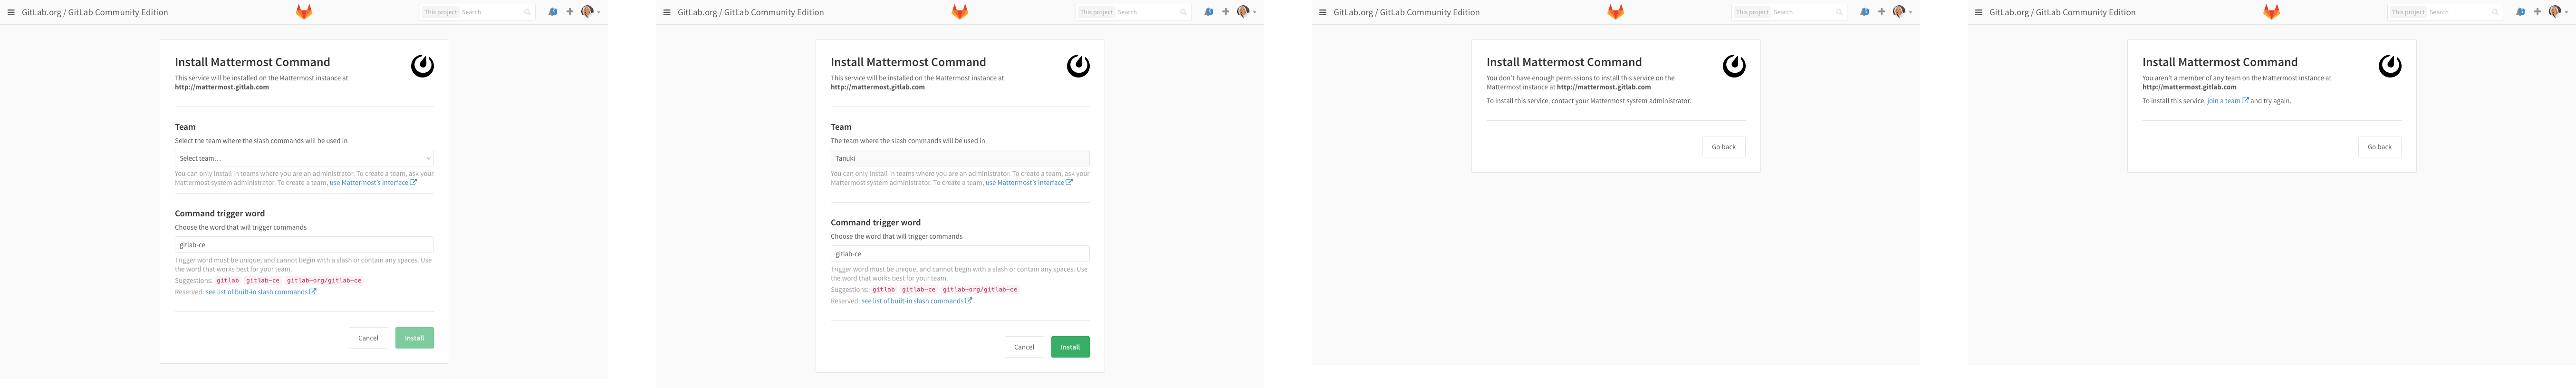 GitLab.org / GitLab Community Edition
This project Search
Install Mattermost Command
This service will be installed on the Mattermost instance at
http://mattermost.gitlab.com
Team
Select the team where the slash commands will be used in
Select team…
You can only install in teams where you are an administrator. To create a team, ask your
Mattermost system administrator. To create a team, use Mattermost's interface
Command trigger word
Choose the word that will trigger commands
gitlab-ce
Trigger word must be unique, and cannot begin with a slash or contain any spaces. Use
the word that works best for your team.
Suggestions: gitlab gitlab-ce gitlab-org/gitlab-ce
Reserved: see list of built-in slash commands
Cancel Install
GitLab.org / GitLab Community Edition
This project Search
Install Mattermost Command
This service will be installed on the Mattermost instance at
http://mattermost.gitlab.com
Team
The team where the slash commands will be used in
Tanuki
You can only install in teams where you are an administrator. To create a team, ask your
Mattermost system administrator. To create a team, use Mattermost's interface
Command trigger word
Choose the word that will trigger commands
gitlab-ce
Trigger word must be unique, and cannot begin with a slash or contain any spaces. Use
the word that works best for your team.
Suggestions: gitlab gitlab-ce gitlab-org/gitlab-ce
Reserved: see list of built-in slash commands
Cancel Install
GitLab.org / GitLab Community Edition
This project Search
Install Mattermost Command
You don't have enough permissions to install this service on the
Mattermost instance at http://mattermost.gitlab.com
To install this service, contact your Mattermost system administrator.
Go back
GitLab.org / GitLab Community Edition
This project Search
Install Mattermost Command
You aren't a member of any team on the Mattermost instance at
http://mattermost.gitlab.com
To install this service, join a team and try again.
Go back